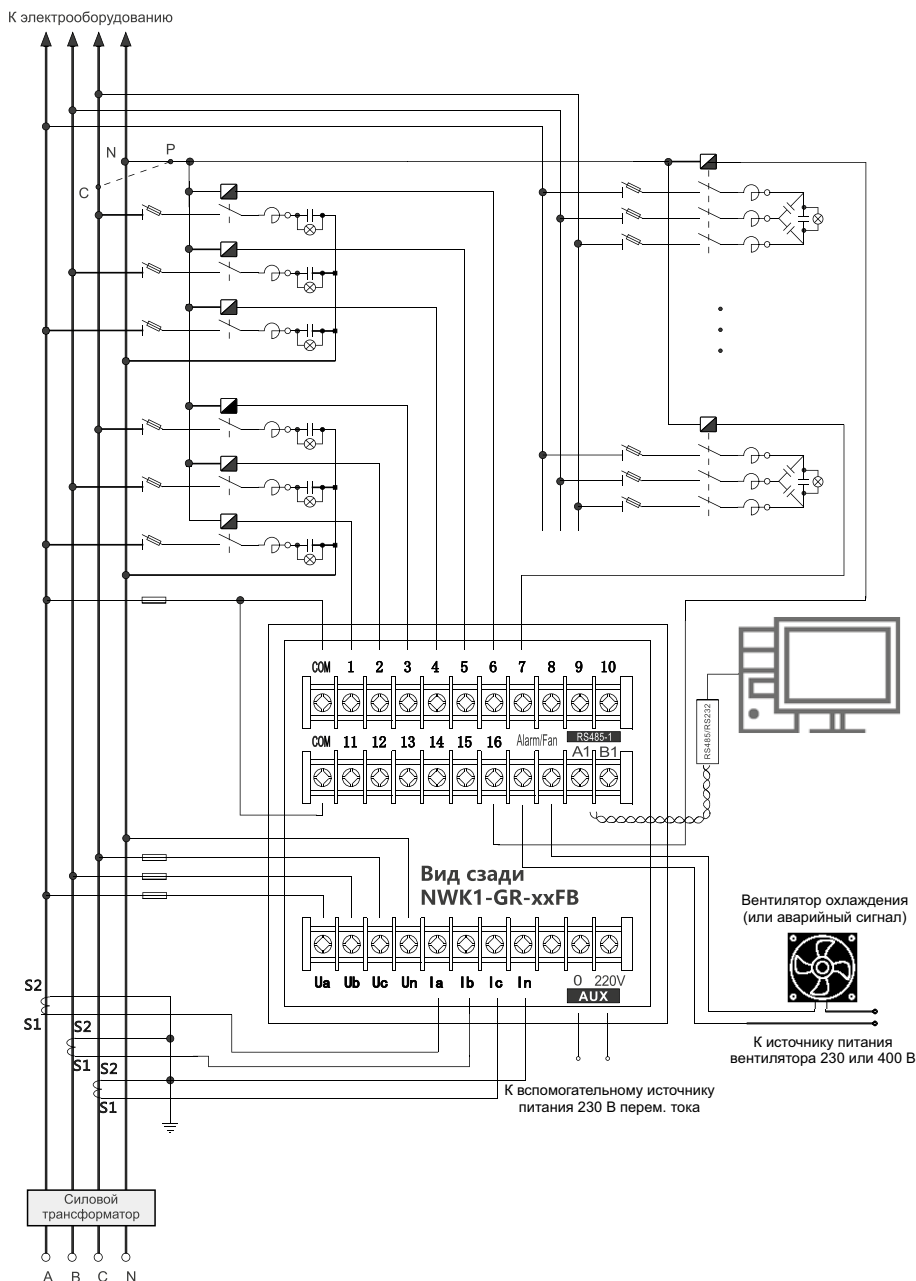 К электрооборудованию
N
P
C
COM 1 2 3 4 5 6 7 8 9 10
RS485/RS232
COM 11 12 13 14 15 16 Alarm/Fan RS485-1
A1 B1
Вид сзади
NWK1-GR-xxFB
Вентилятор охлаждения
(или аварийный сигнал)
Ua Ub Uc Un Ia Ib Ic In 0 220V
AUX
S2
S1
S2
S1
S2
S1
К источнику питания
вентилятора 230 или 400 В
К вспомогательному источнику
питания 230 В перем. тока
Силовой
трансформатор
A B C N